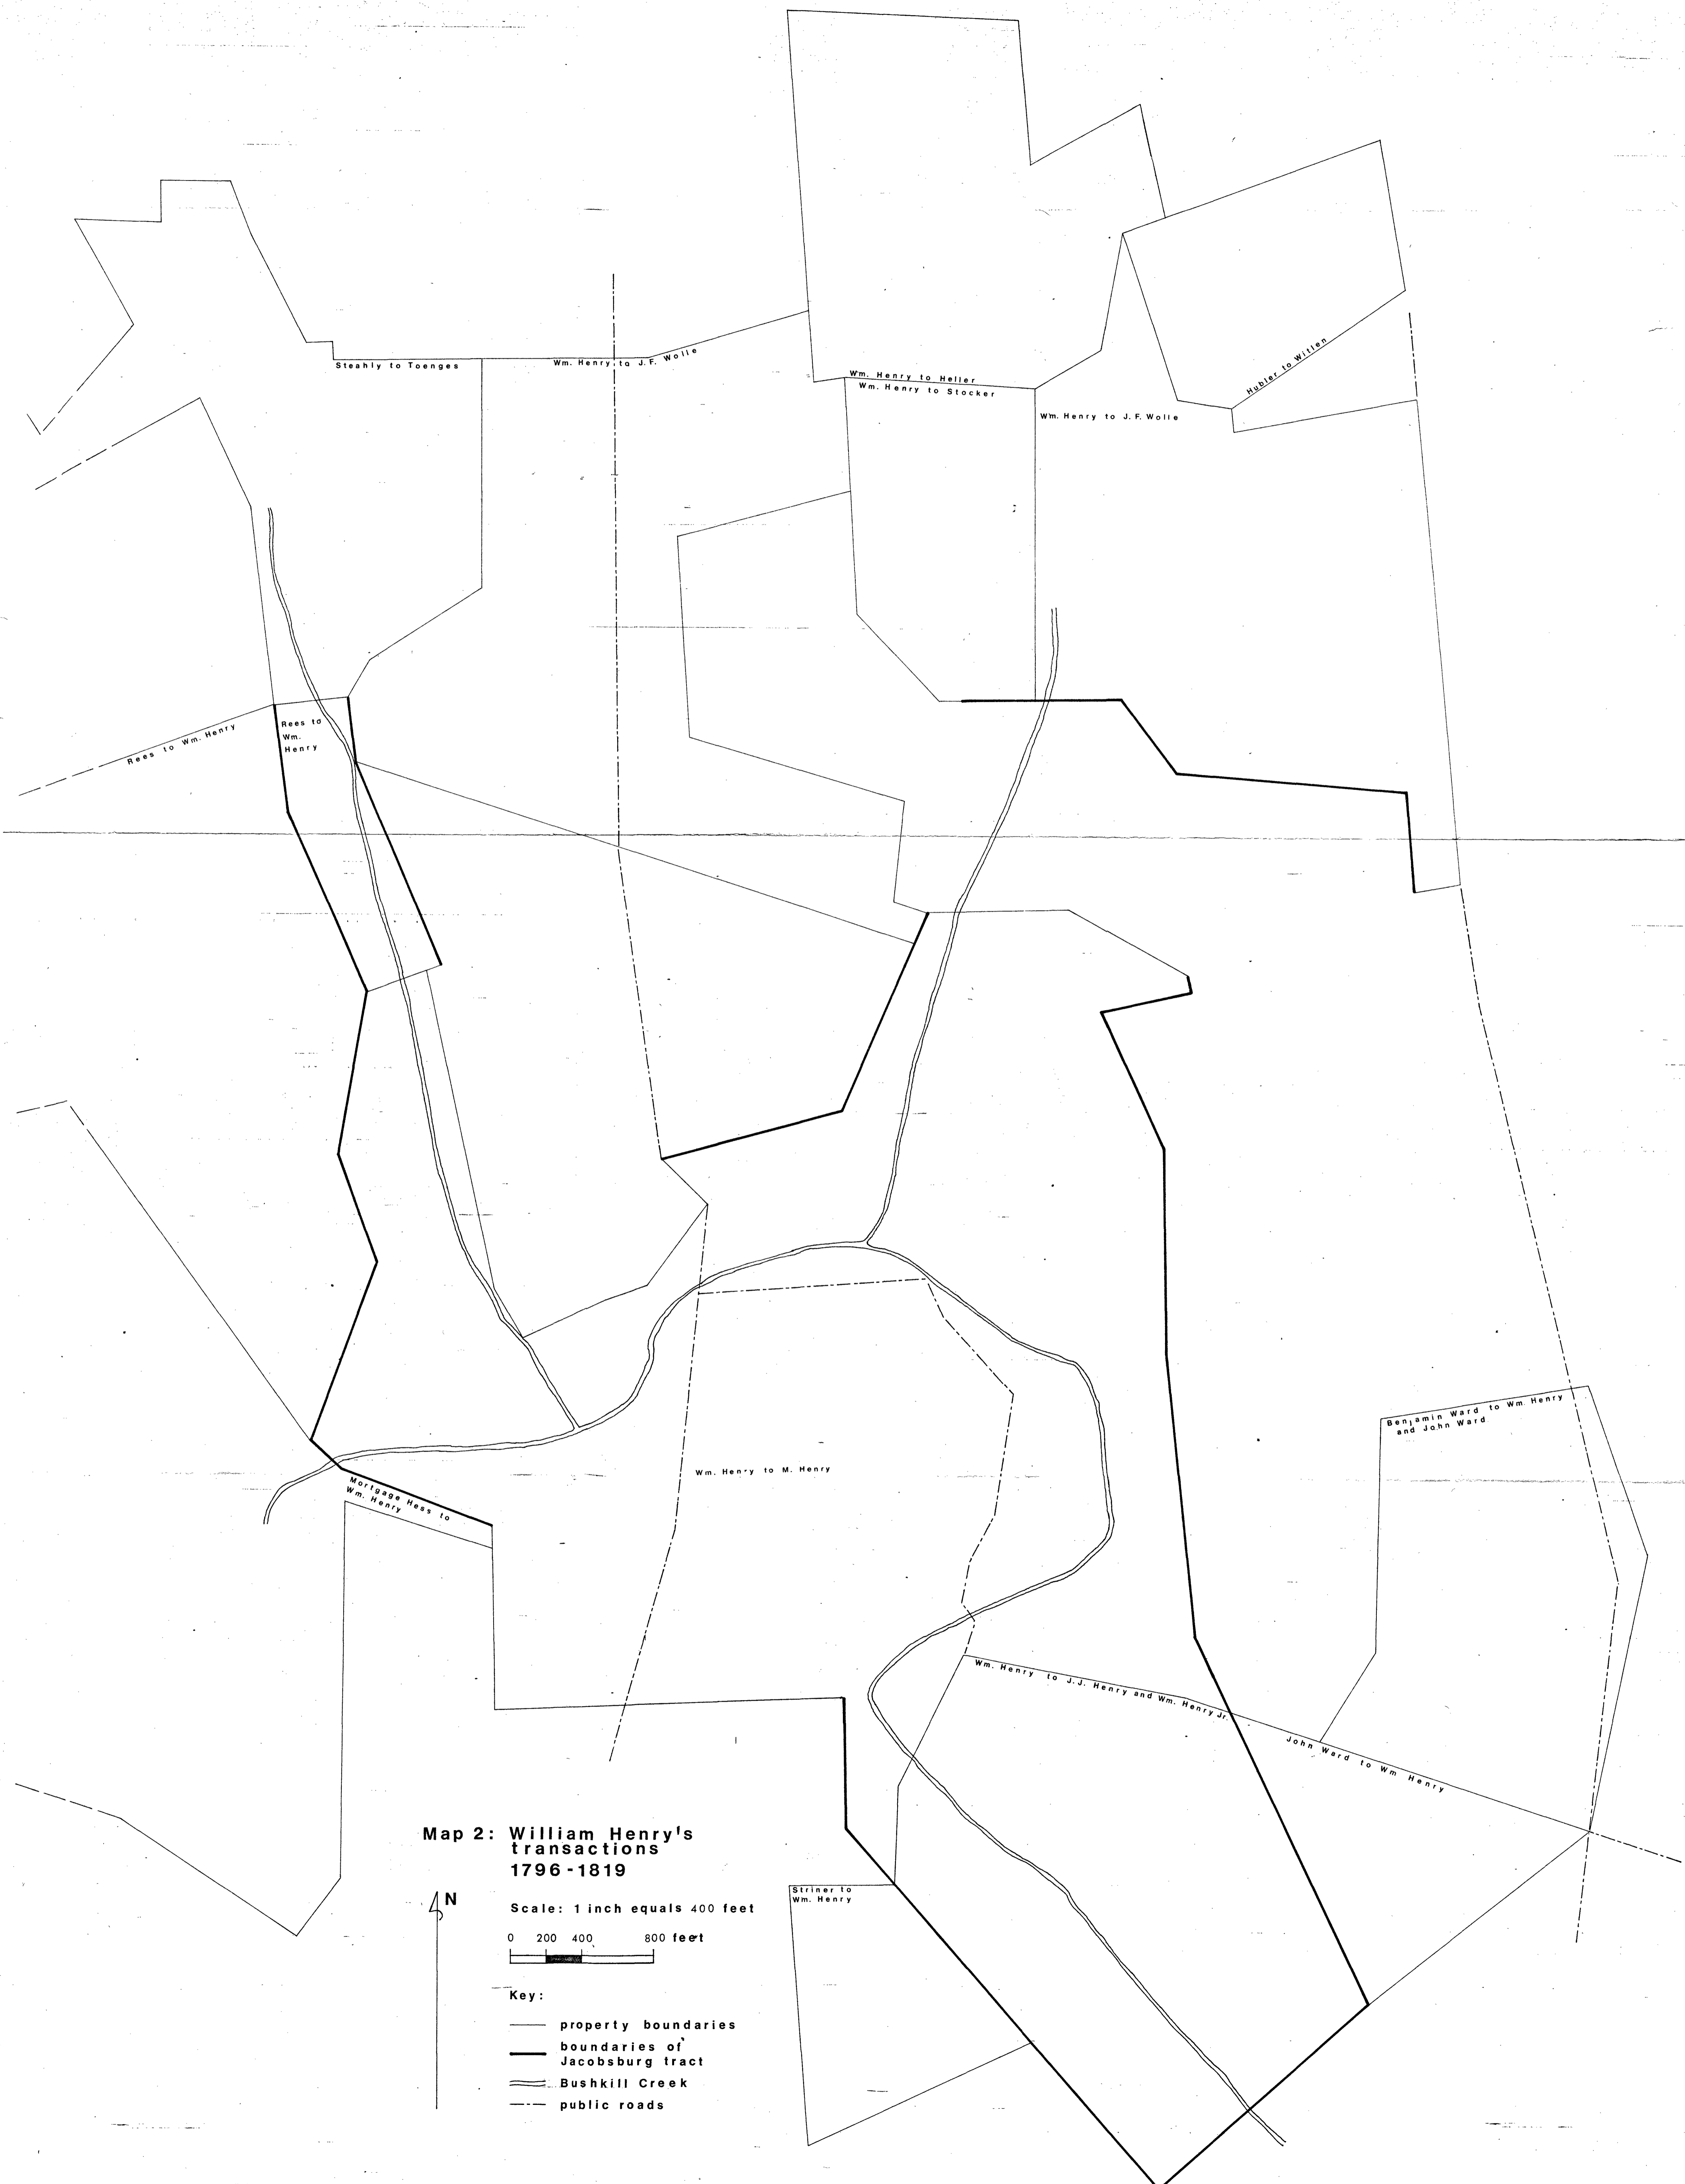 Steahly to Toenges
Wm. Henry to J.F. Wolle
Wm. Henry to Heller
Wm. Henry to Stocker
Wm. Henry to J.F. Wolle
Hubler to Witlen
Rees to Wm. Henry
Rees to
Wm.
Henry
Benjamin Ward to Wm. Henry
and John Ward
Wm. Henry to M. Henry
Mortgage Hess to
Wm. Henry
Wm. Henry to J.J. Henry and Wm. Henry Jr.
John Ward to Wm Henry
Striner to
Wm. Henry
Map 2: William Henry's
transactions
1796-1819
N
Scale: 1 inch equals 400 feet
0 200 400 800 feet
Key:
property boundaries
boundaries of
Jacobsburg tract
Bushkill Creek
public roads